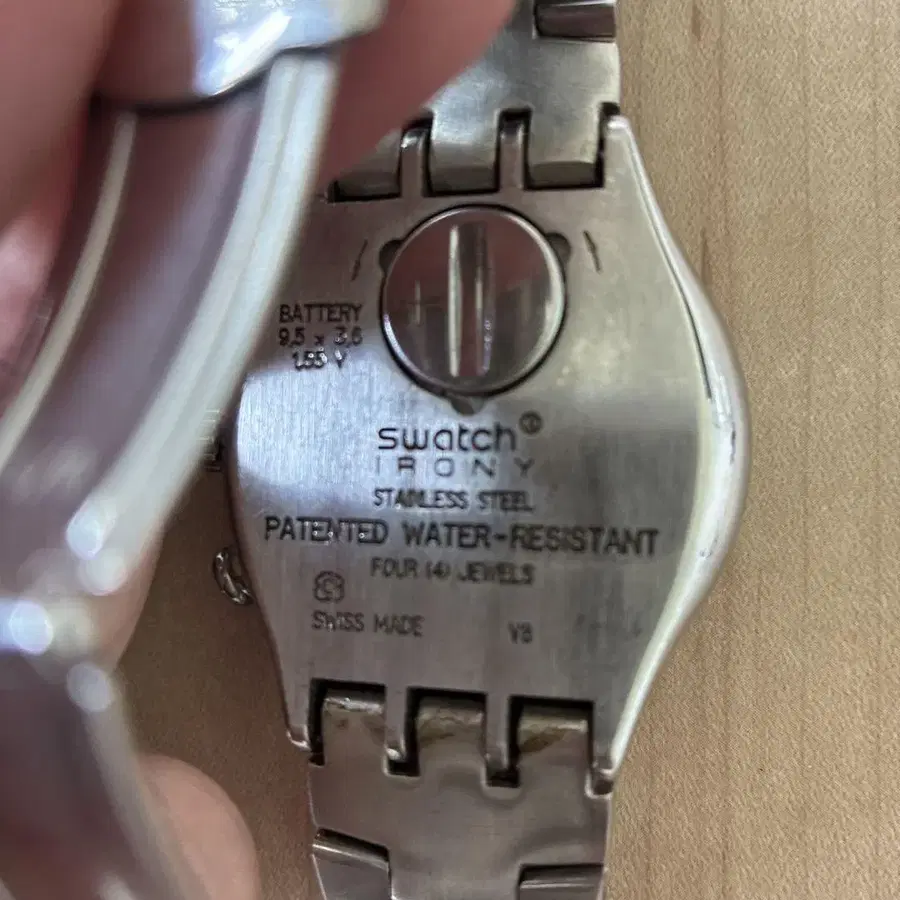 BATTERY
9,5 x 3,6
1.55 V
swatch®
IRONY
STAINLESS STEEL
PATENTED WATER-RESISTANT
FOUR (4) JEWELS
SWISS MADE V8